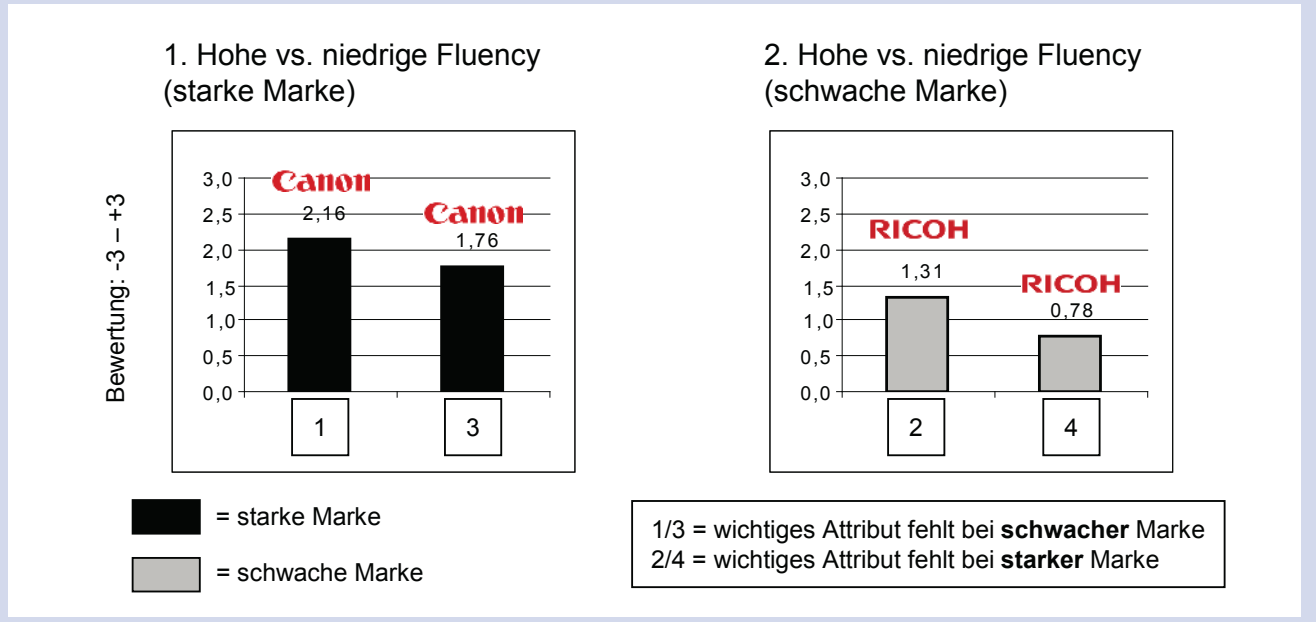 1. Hohe vs. niedrige Fluency
(starke Marke)
Bewertung: -3 – +3
3,0
2,5
2,0
1,5
1,0
0,5
0,0
Canon
2,16
Canon
1,76
1
3
2. Hohe vs. niedrige Fluency
(schwache Marke)
3,0
2,5
2,0
1,5
1,0
0,5
0,0
RICOH
1,31
RICOH
0,78
2
4
= starke Marke
= schwache Marke
1/3 = wichtiges Attribut fehlt bei schwacher Marke
2/4 = wichtiges Attribut fehlt bei starker Marke